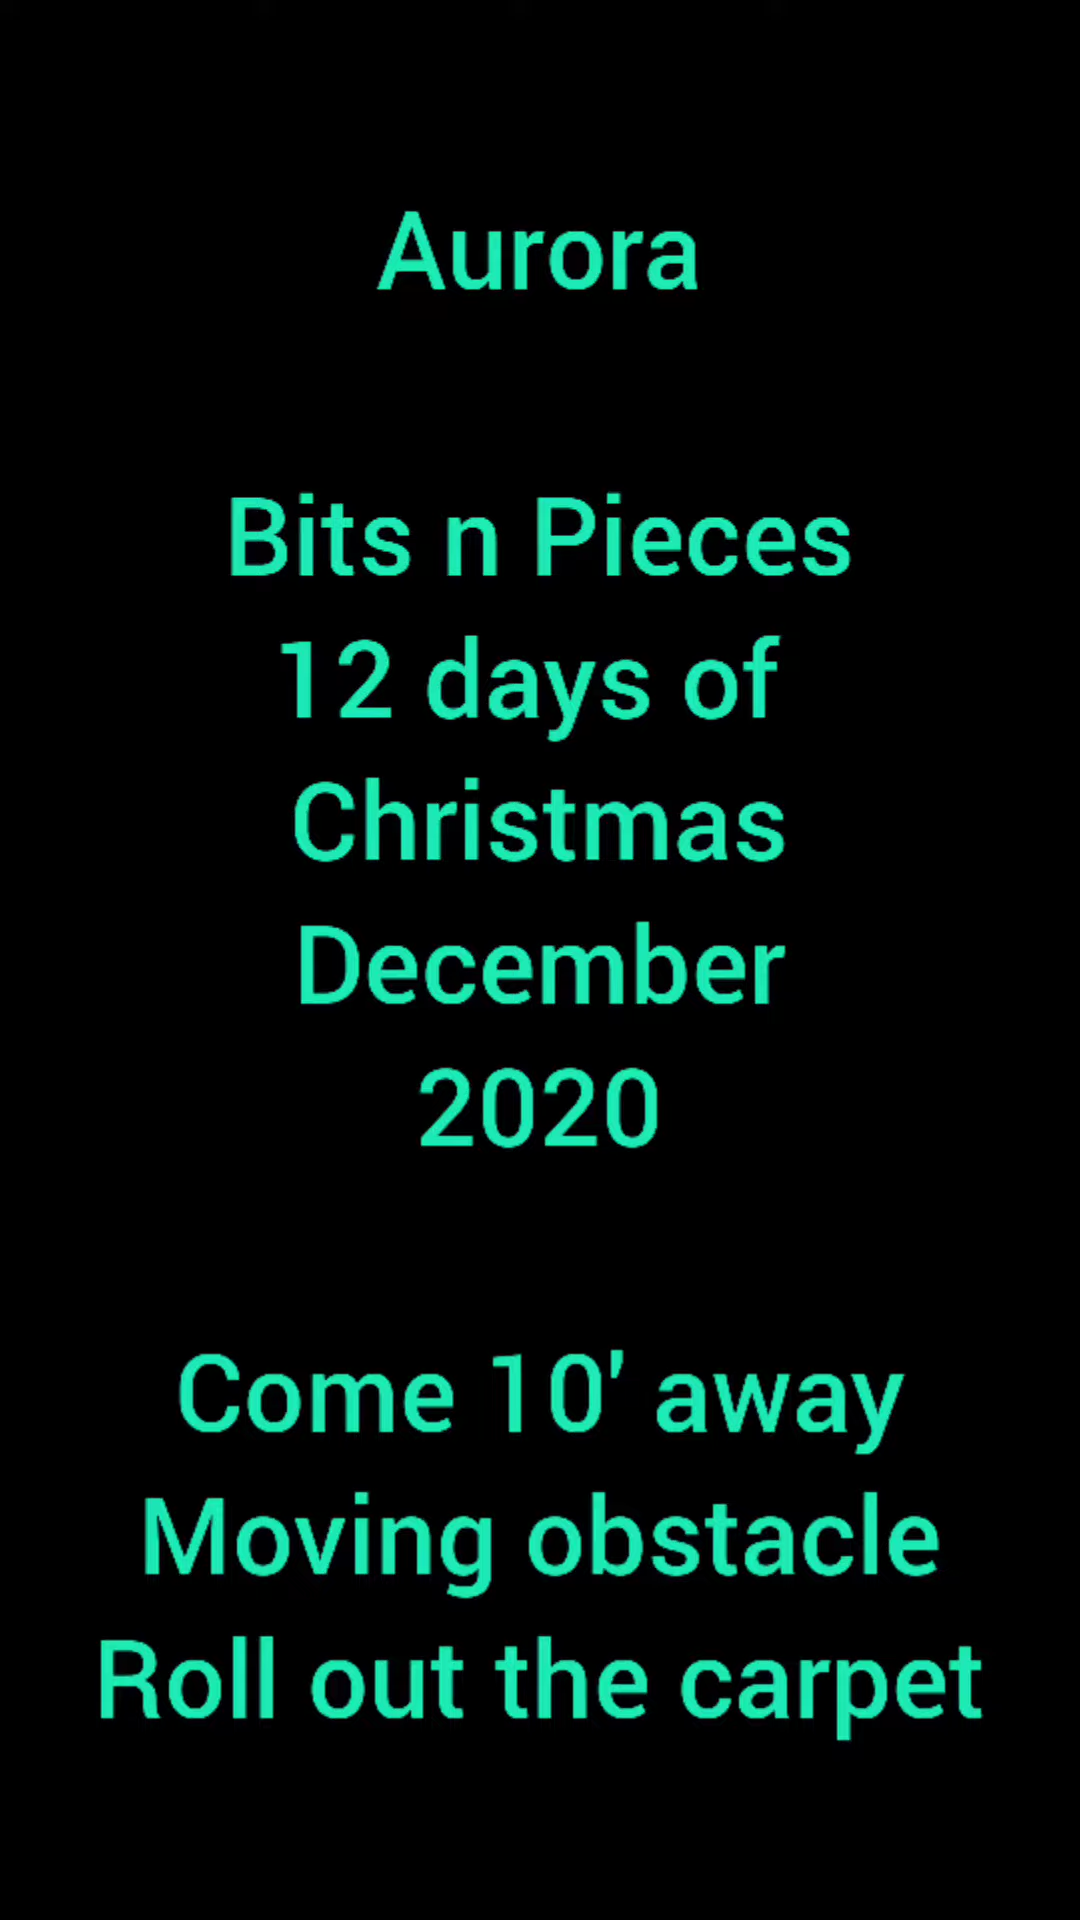 Aurora
Bits n Pieces
12 days of
Christmas
December
2020
Come 10' away
Moving obstacle
Roll out the carpet